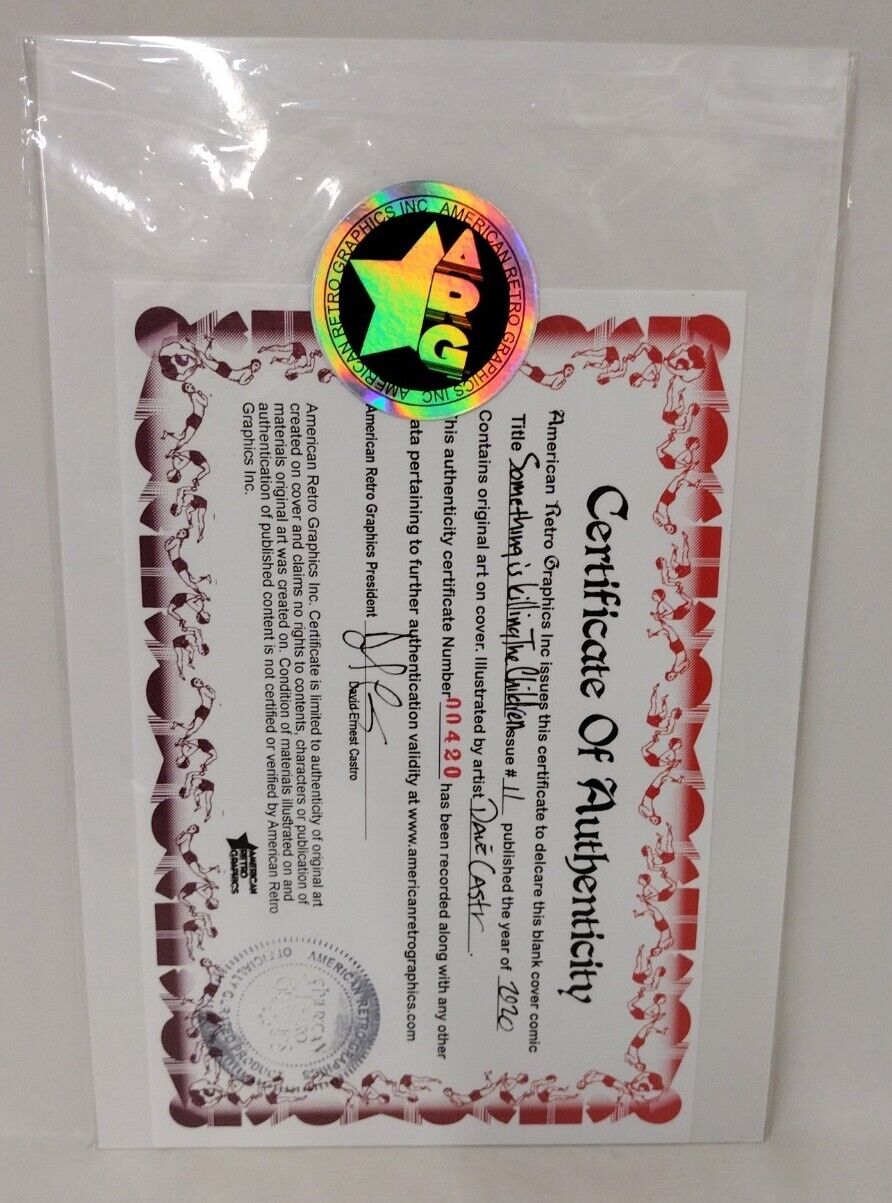 Certificate Of Authenticity
American Retro Graphics Inc issues this certificate to delcare this blank cover comic
Title Something is killing The Children Issue # 11 published the year of 2020
Contains original art on cover. Illustrated by artist Dave Castr.
his authenticity certificate Number 00420 has been recorded along with any other
ata pertaining to further authentication validity at www.americanretrographics.com
American Retro Graphics President
David-Ernest Castro
American Retro Graphics Inc. Certificate is limited to authenticity of original art
created on cover and claims no rights to contents, characters or publication of
materials original art was created on. Condition of materials illustrated on and
authentication of published content is not certified or verified by American Retro
Graphics Inc.
AMERICAN
RETRO
GRAPHICS
AMERICAN RETRO GRAPHICS INC AMERICAN RETRO GRAPHICS INC
ARG
AMERICAN RETRO GRAPHICS